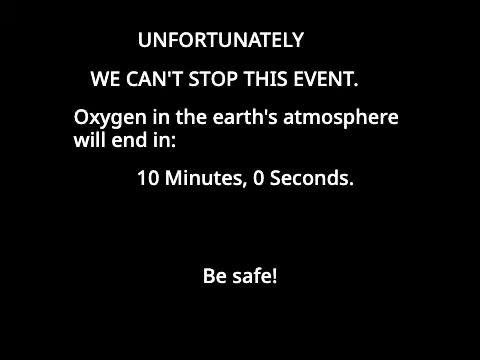 UNFORTUNATELY
WE CAN'T STOP THIS EVENT.
Oxygen in the earth's atmosphere
will end in:
10 Minutes, 0 Seconds.
Be safe!